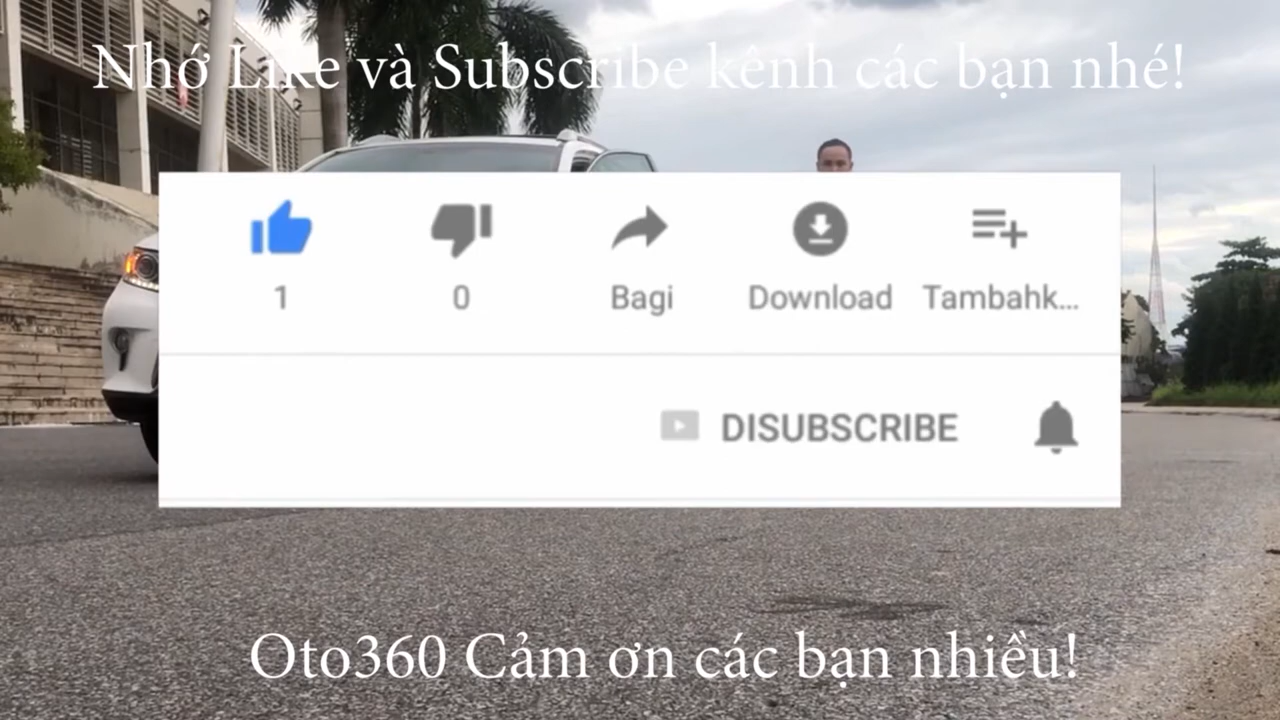 Nhớ Like và Subscribe kênh các bạn nhé!
1 0 Bagi Download Tambahk...
DISUBSCRIBE
Oto360 Cảm ơn các bạn nhiều!